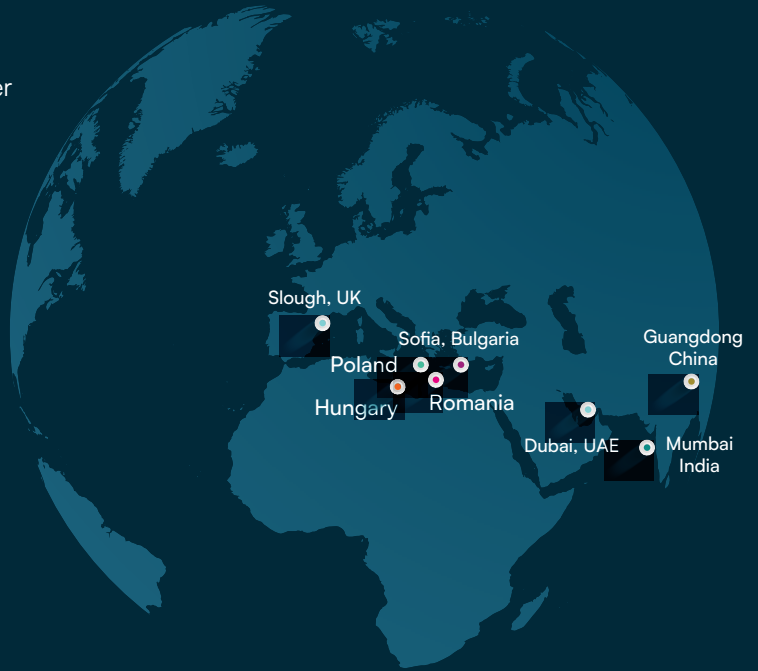 er
Slough, UK
Sofia, Bulgaria
Poland
Hungary
Romania
Guangdong
China
Dubai, UAE
Mumbai
India